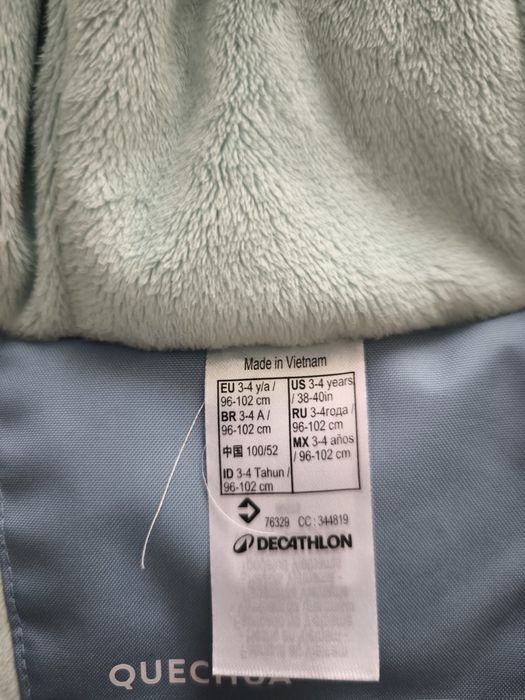 Made in Vietnam
EU 3-4 y/a /
96-102 cm
BR 3-4 A /
96-102 cm
中国 100/52
ID 3-4 Tahun /
96-102 cm
US 3-4 years
/ 38-40in
RU 3-4года /
96-102 cm
MX 3-4 años
/ 96-102 cm
76329 CC : 344819
DECATHLON
QUECHUA